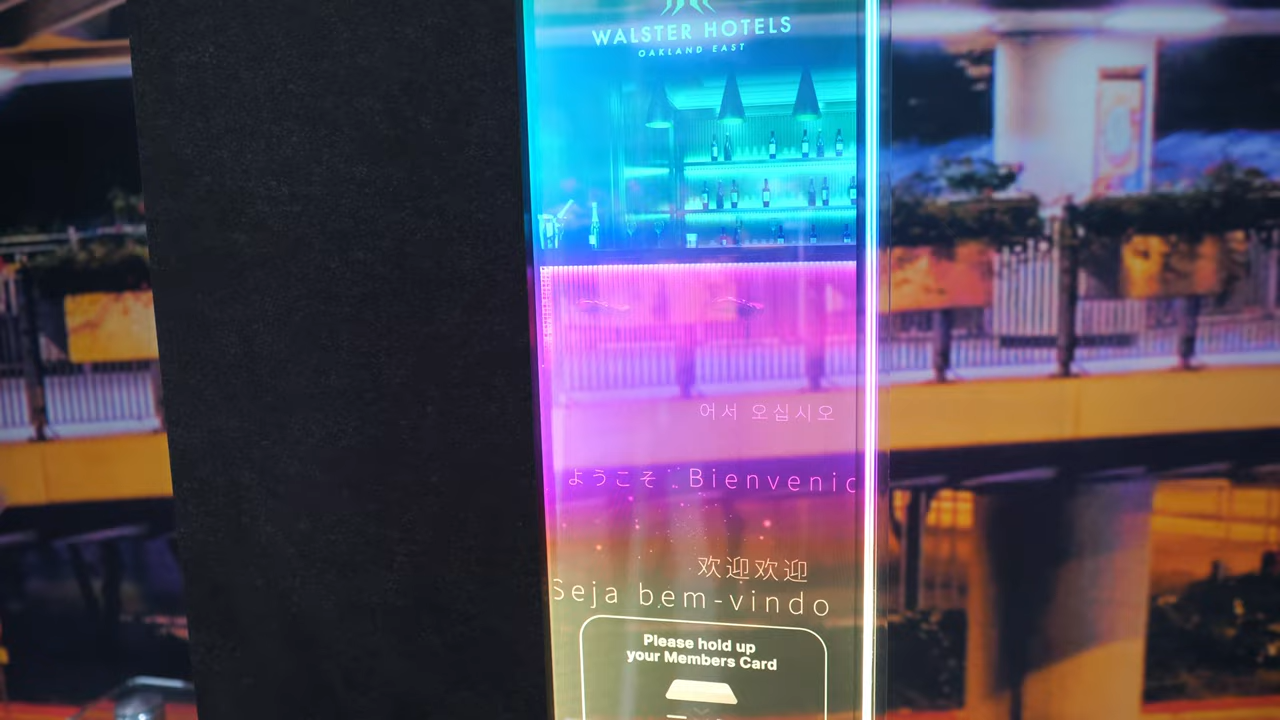 WALSTER HOTELS
OAKLAND EAST
어서 오십시오
ようこそ Bienvenid
欢迎欢迎
Seja bem-vindo
Please hold up
your Members Card